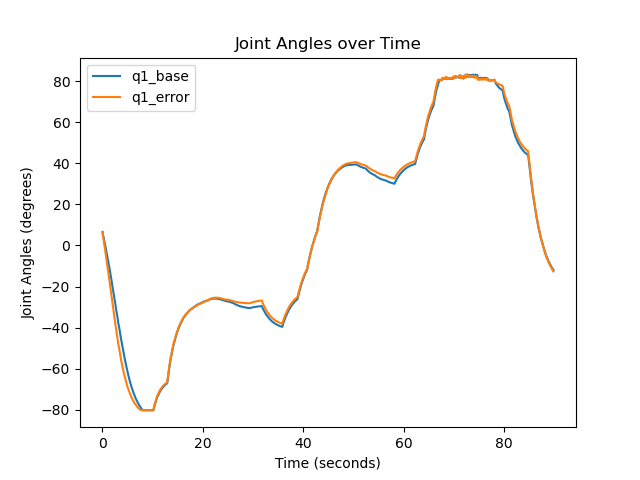 Joint Angles over Time
q1_base
q1_error
Joint Angles (degrees)
80
60
40
20
0
−20
−40
−60
−80
0
20
40
60
80
Time (seconds)